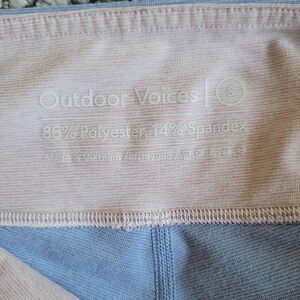 Outdoor Voices | S
86% Polyester, 14% Spandex
Made in Vietnam